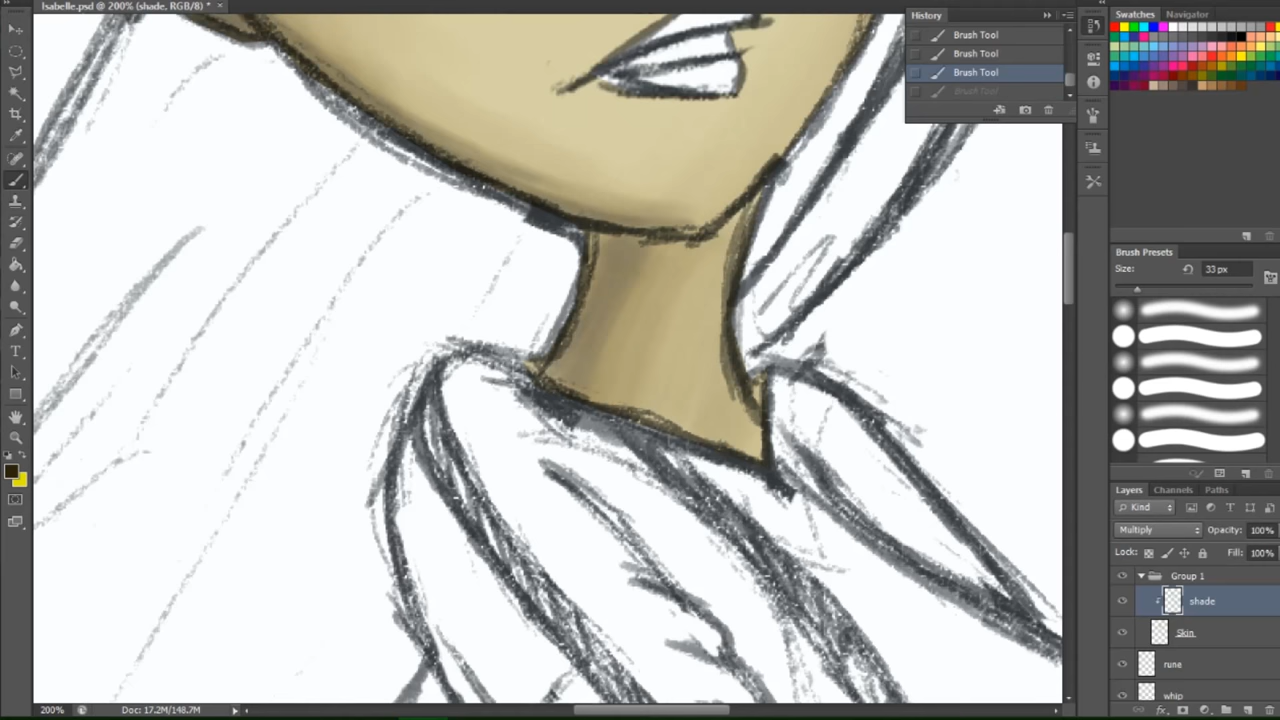 Isabelle.psd @ 200% (shade, RGB/8) * ×
History
Brush Tool
Brush Tool
Brush Tool
Brush Tool
Swatches Navigator
Brush Presets
Size: 33 px
Layers Channels Paths
Kind
Multiply Opacity: 100%
Lock: Fill: 100%
Group 1
shade
Skin
rune
whip
200% Doc: 17.2M/148.7M